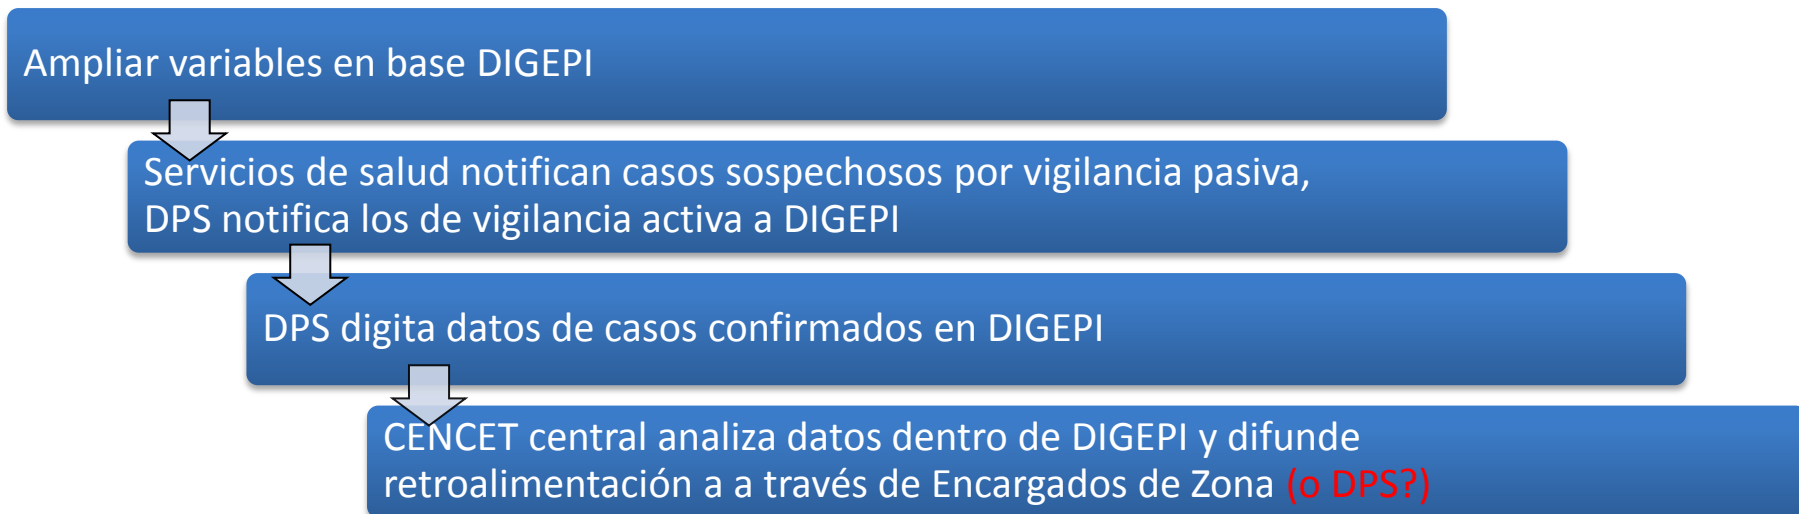 Ampliar variables en base DIGEPI
Servicios de salud notifican casos sospechosos por vigilancia pasiva,
DPS notifica los de vigilancia activa a DIGEPI
DPS digita datos de casos confirmados en DIGEPI
CENCET central analiza datos dentro de DIGEPI y difunde
retroalimentación a a través de Encargados de Zona (o DPS?)